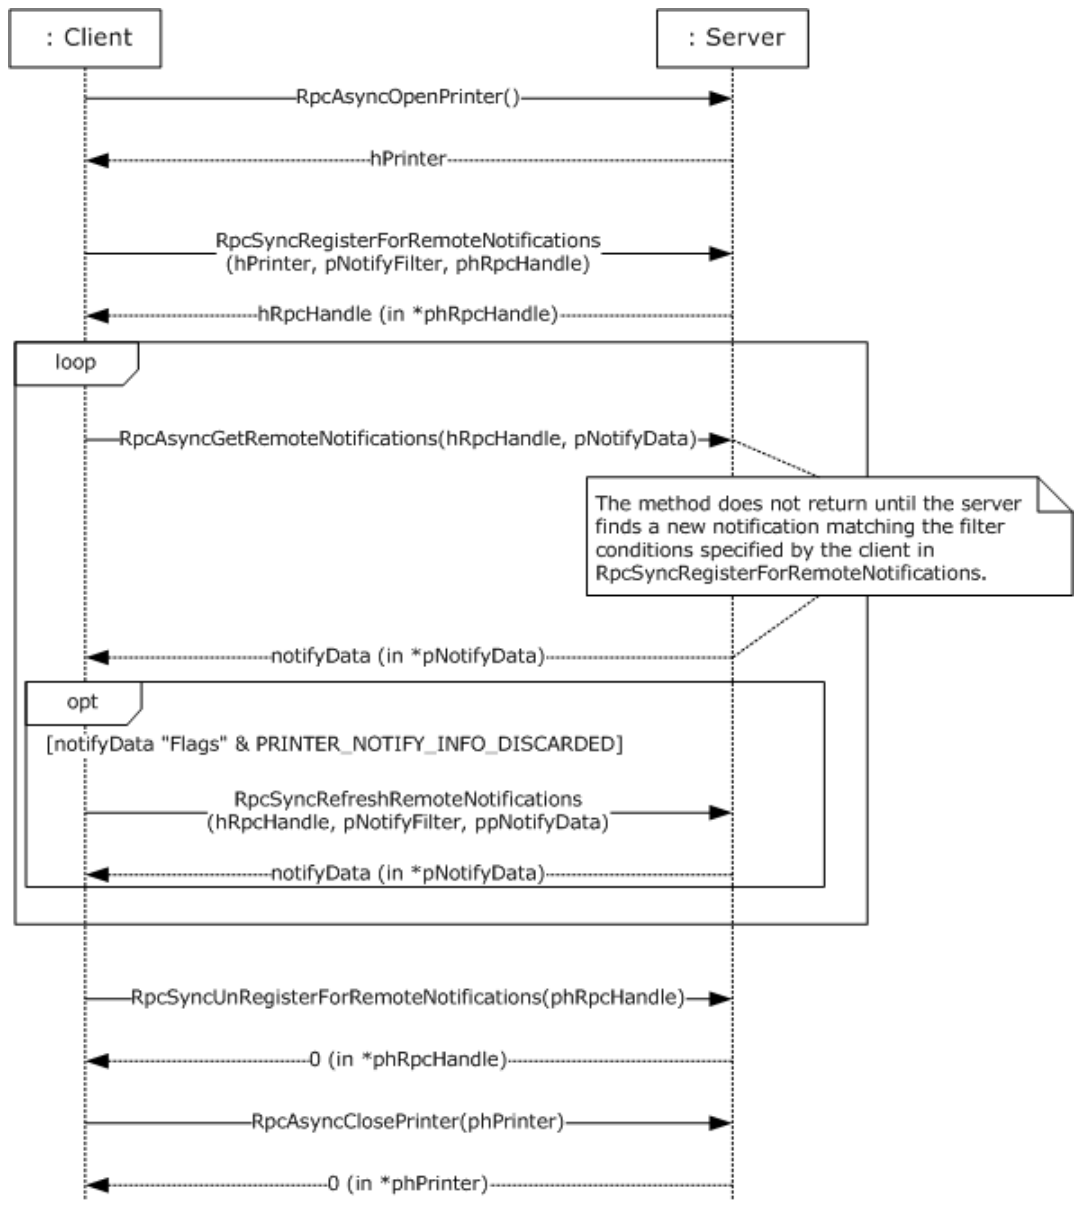 : Client
: Server
RpcAsyncOpenPrinter()
hPrinter
RpcSyncRegisterForRemoteNotifications
(hPrinter, pNotifyFilter, phRpcHandle)
hRpcHandle (in *phRpcHandle)
loop
RpcAsyncGetRemoteNotifications(hRpcHandle, pNotifyData)
The method does not return until the server
finds a new notification matching the filter
conditions specified by the client in
RpcSyncRegisterForRemoteNotifications.
notifyData (in *pNotifyData)
opt
[notifyData "Flags" & PRINTER_NOTIFY_INFO_DISCARDED]
RpcSyncRefreshRemoteNotifications
(hRpcHandle, pNotifyFilter, ppNotifyData)
notifyData (in *pNotifyData)
RpcSyncUnRegisterForRemoteNotifications(phRpcHandle)
0 (in *phRpcHandle)
RpcAsyncClosePrinter(phPrinter)
0 (in *phPrinter)